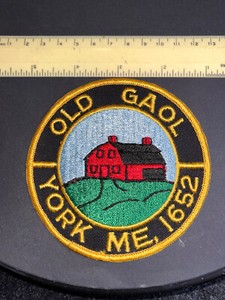 OLD GAOL
YORK ME, 1652